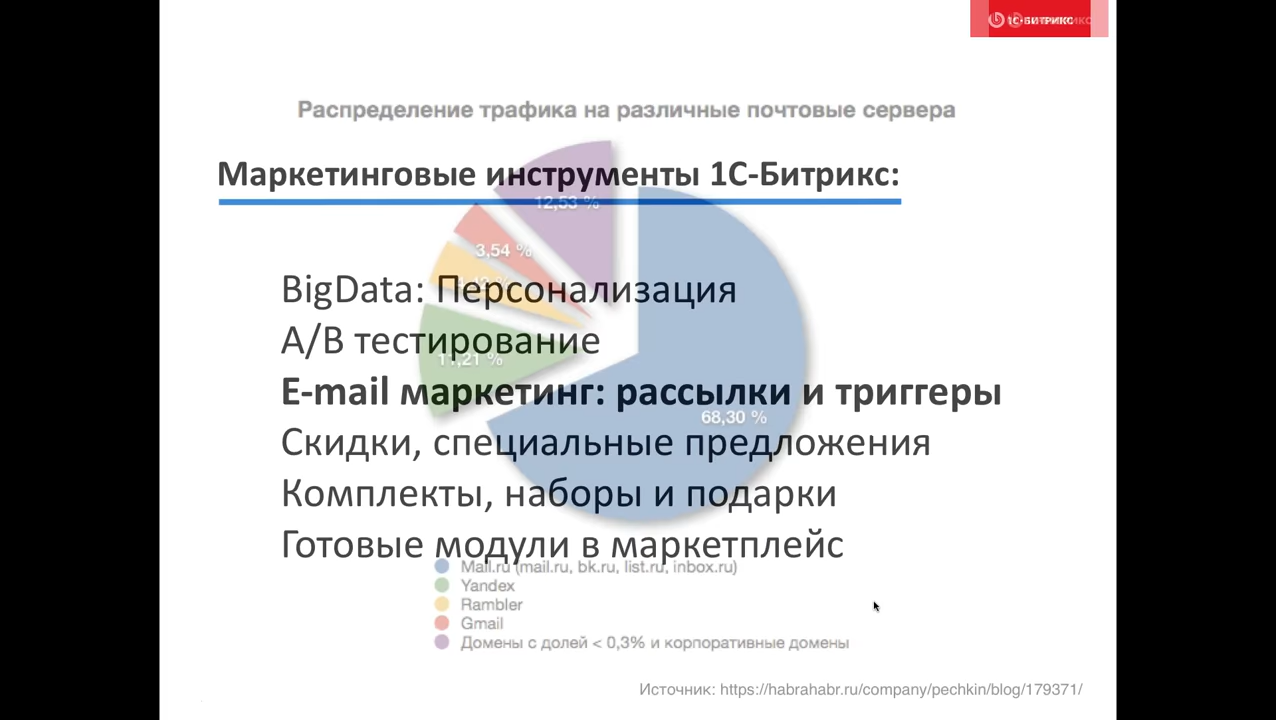 1С-БИТРИКС
Распределение трафика на различные почтовые сервера
Маркетинговые инструменты 1С-Битрикс:
12,53 %
3,54 %
BigData: Персонализация
A/B тестирование
11,21 %
E-mail маркетинг: рассылки и триггеры
68,30 %
Скидки, специальные предложения
Комплекты, наборы и подарки
Готовые модули в маркетплейс
Mail.ru (mail.ru, bk.ru, list.ru, inbox.ru)
Yandex
Rambler
Gmail
Домены с долей < 0,3% и корпоративные домены
Источник: https://habrahabr.ru/company/pechkin/blog/179371/